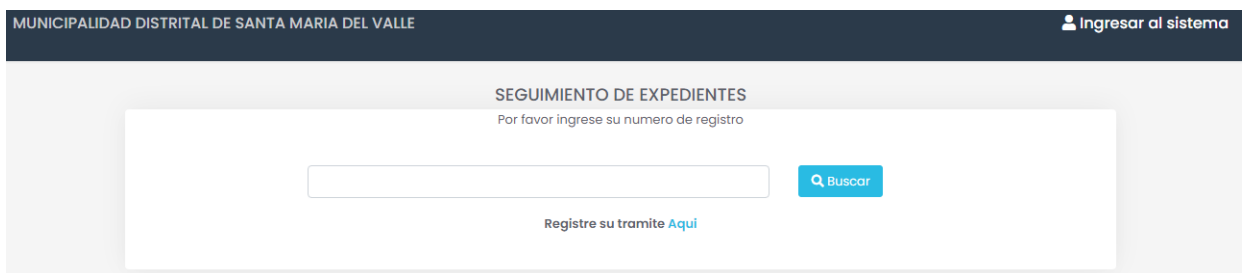 MUNICIPALIDAD DISTRITAL DE SANTA MARIA DEL VALLE
Ingresar al sistema
SEGUIMIENTO DE EXPEDIENTES
Por favor ingrese su numero de registro
Buscar
Registre su tramite Aqui